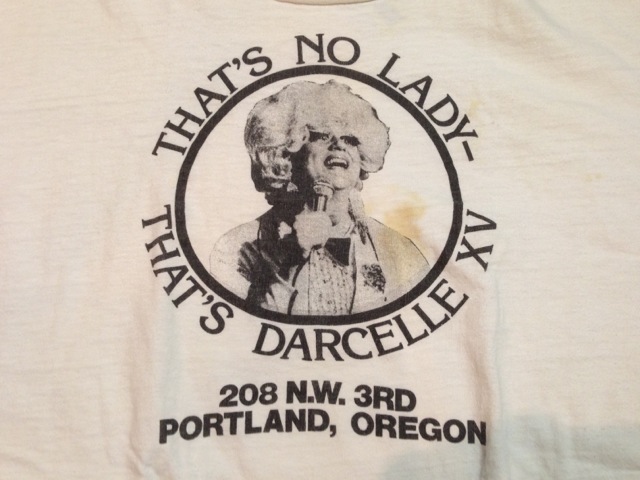 THAT'S NO LADY-
THAT'S DARCELLE XV
208 N.W. 3RD
PORTLAND, OREGON